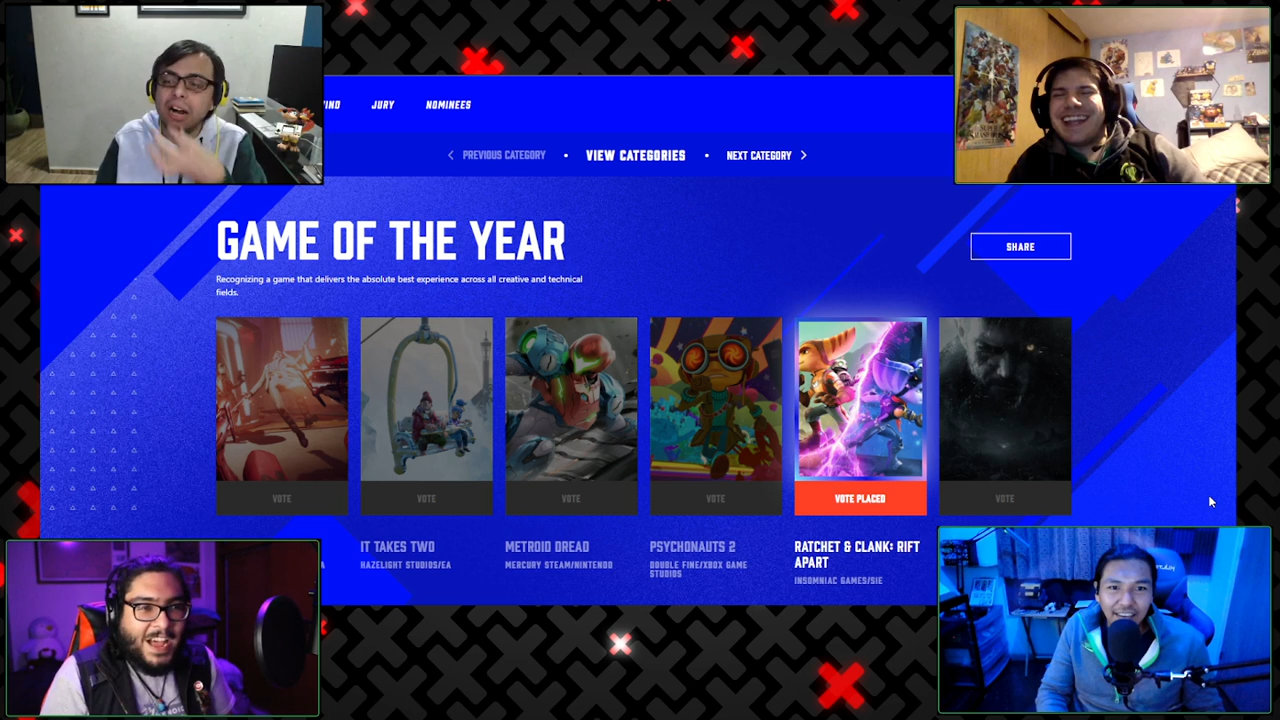 IND JURY NOMINEES
PREVIOUS CATEGORY • VIEW CATEGORIES • NEXT CATEGORY
GAME OF THE YEAR
SHARE
Recognizing a game that delivers the absolute best experience across all creative and technical
fields.
VOTE VOTE VOTE VOTE VOTE PLACED VOTE
IT TAKES TWO
HAZELIGHT STUDIOS/EA
METROID DREAD
MERCURY STEAM/NINTENDO
PSYCHONAUTS 2
DOUBLE FINE/XBOX GAME
STUDIOS
RATCHET & CLANK: RIFT
APART
INSOMNIAC GAMES/SIE